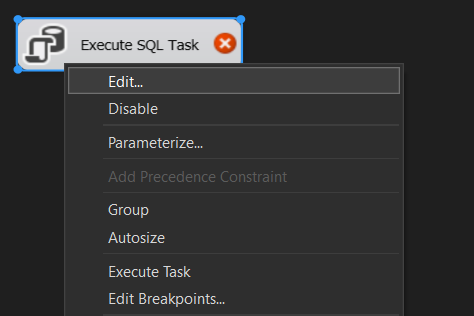 Execute SQL Task
Edit...
Disable
Parameterize...
Add Precedence Constraint
Group
Autosize
Execute Task
Edit Breakpoints...